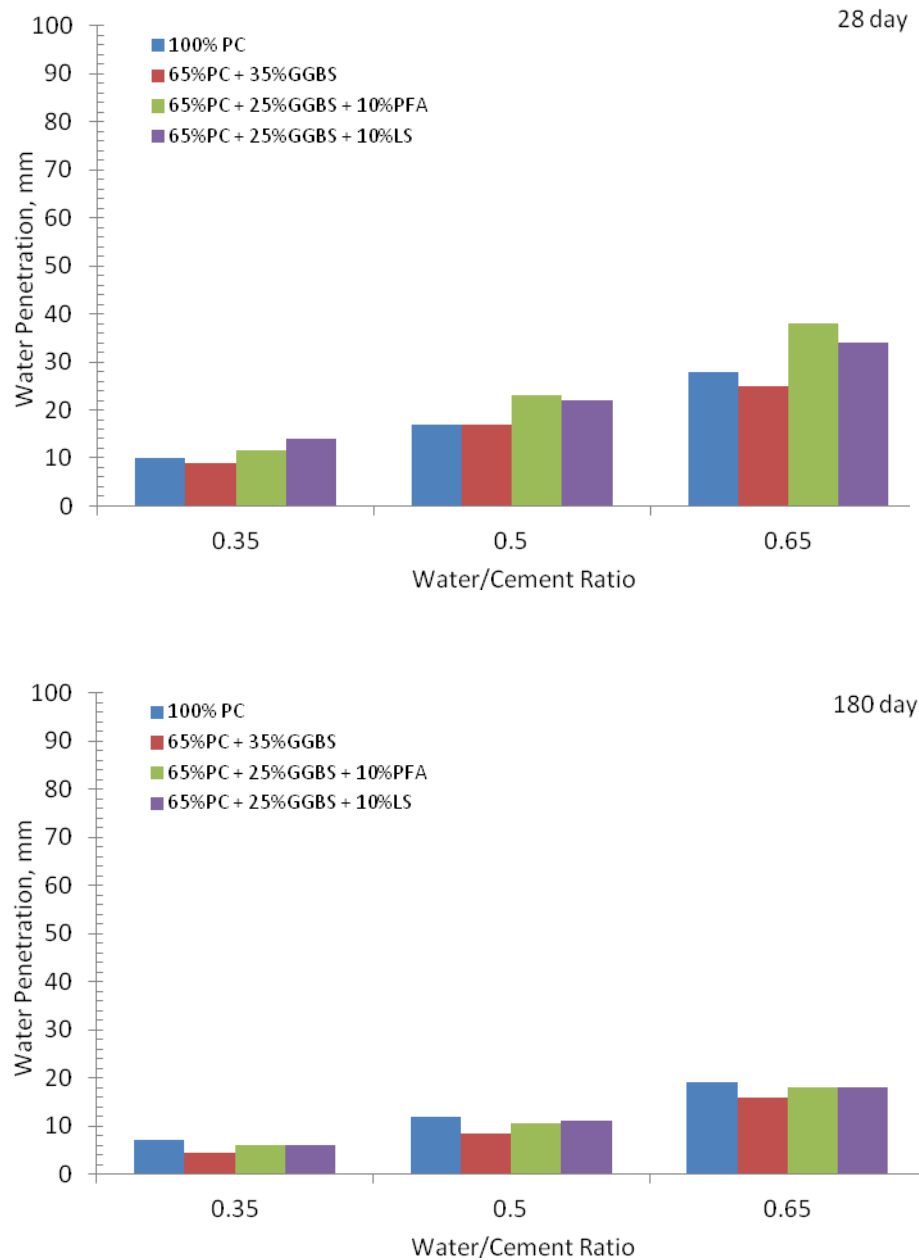 28 day
100
90
80
70
60
50
40
30
20
10
0
Water Penetration, mm
100% PC
65%PC + 35%GGBS
65%PC + 25%GGBS + 10%PFA
65%PC + 25%GGBS + 10%LS
0.35 0.5 0.65
Water/Cement Ratio
180 day
100
90
80
70
60
50
40
30
20
10
0
Water Penetration, mm
100% PC
65%PC + 35%GGBS
65%PC + 25%GGBS + 10%PFA
65%PC + 25%GGBS + 10%LS
0.35 0.5 0.65
Water/Cement Ratio